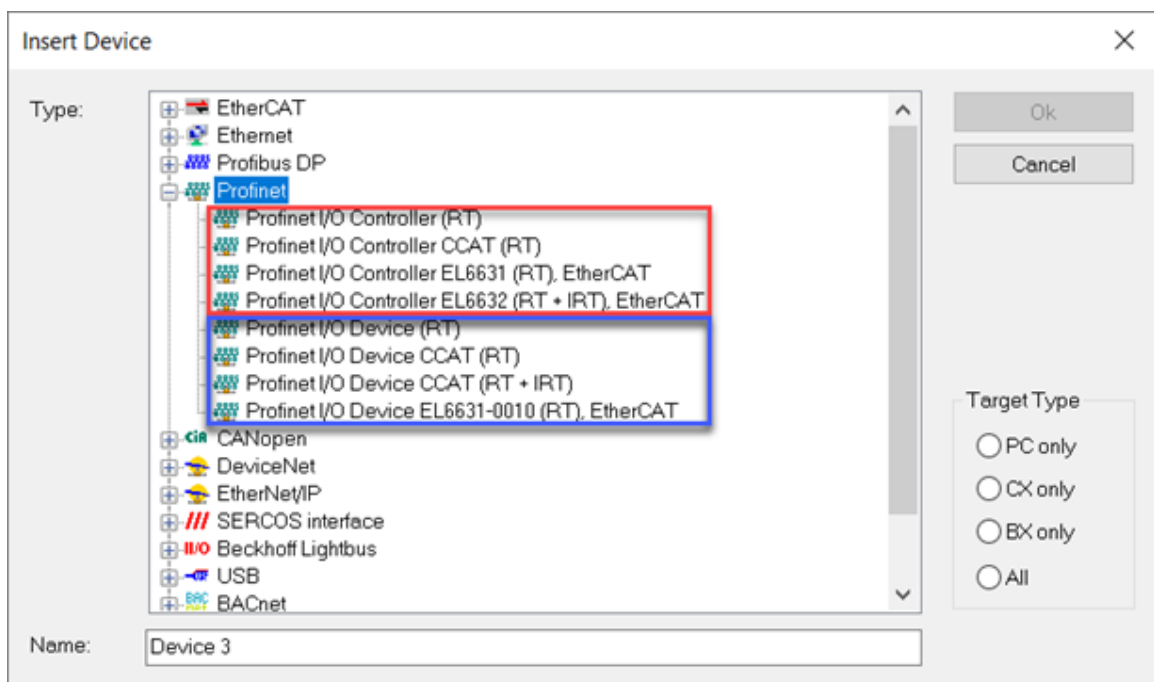 Insert Device
Type:
EtherCAT
Ethernet
Profibus DP
Profinet
Profinet I/O Controller (RT)
Profinet I/O Controller CCAT (RT)
Profinet I/O Controller EL6631 (RT), EtherCAT
Profinet I/O Controller EL6632 (RT + IRT), EtherCAT
Profinet I/O Device (RT)
Profinet I/O Device CCAT (RT)
Profinet I/O Device CCAT (RT + IRT)
Profinet I/O Device EL6631-0010 (RT), EtherCAT
CiA CANopen
DeviceNet
EtherNet/IP
SERCOS interface
II/O Beckhoff Lightbus
USB
BACnet
Ok
Cancel
Target Type
PC only
CX only
BX only
All
Name:
Device 3